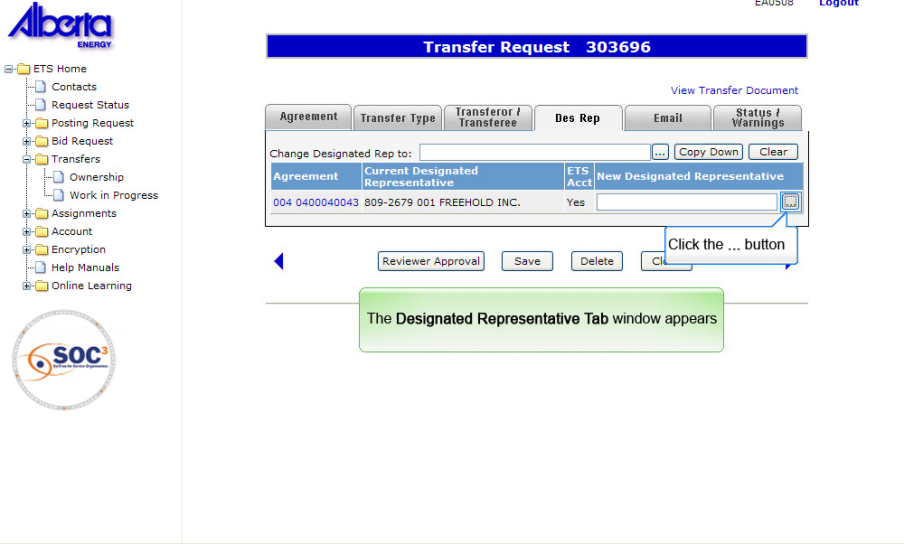 EA0508 Logout
Alberta
ENERGY
Transfer Request 303696
ETS Home
Contacts
Request Status
Posting Request
Bid Request
Transfers
Ownership
Work in Progress
Assignments
Account
Encryption
Help Manuals
Online Learning
SOC3
View Transfer Document
Agreement
Transfer Type
Transferor /
Transferee
Des Rep
Email
Status /
Warnings
Change Designated Rep to: ... Copy Down Clear
Agreement
Current Designated
Representative
ETS
Acct
New Designated Representative
004 0400040043 809-2679 001 FREEHOLD INC. Yes ...
Click the ... button
Reviewer Approval Save Delete
The Designated Representative Tab window appears